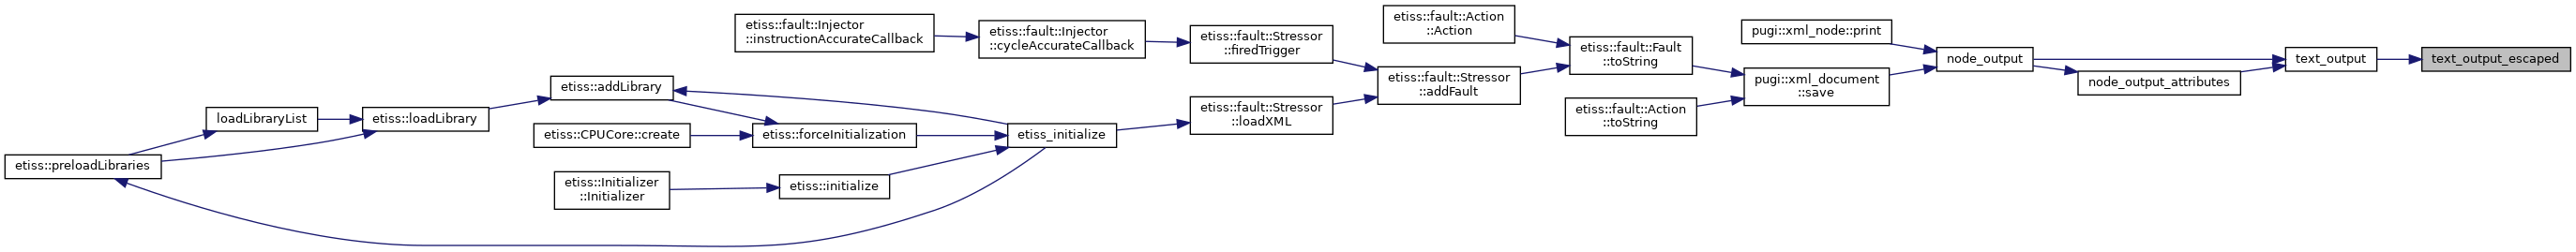 etiss::preloadLibraries
loadLibraryList
etiss::loadLibrary
etiss::addLibrary
etiss::CPUCore::create
etiss::Initializer
::Initializer
etiss::fault::Injector
::instructionAccurateCallback
etiss::forceInitialization
etiss::initialize
etiss::fault::Injector
::cycleAccurateCallback
etiss_initialize
etiss::fault::Stressor
::firedTrigger
etiss::fault::Stressor
::loadXML
etiss::fault::Action
::Action
etiss::fault::Stressor
::addFault
etiss::fault::Fault
::toString
etiss::fault::Action
::toString
pugi::xml_node::print
pugi::xml_document
::save
node_output
node_output_attributes
text_output
text_output_escaped